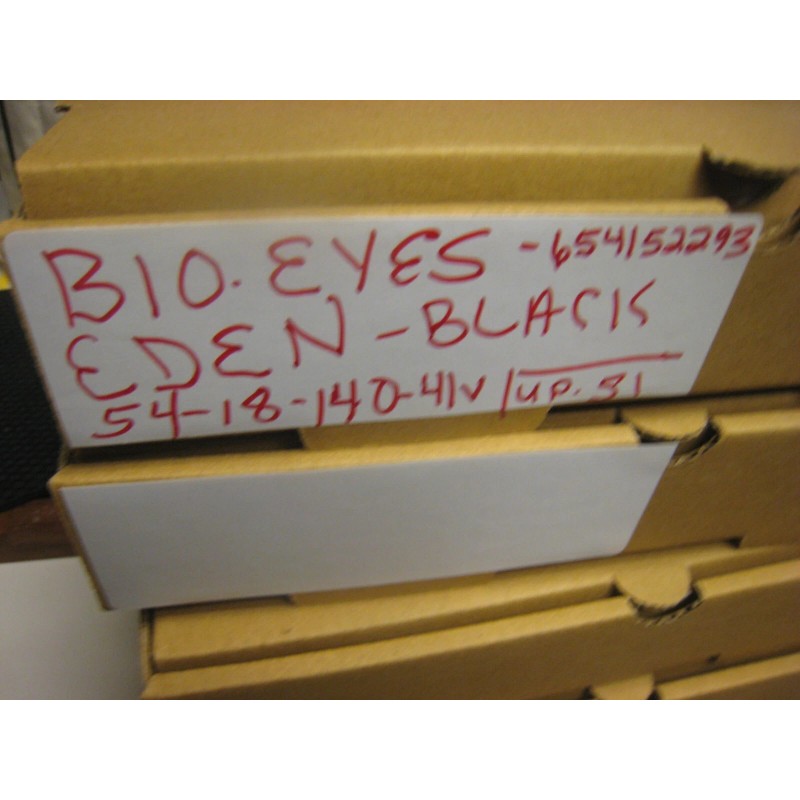 BIO. EYES - 654152293
EDEN - BLACK
54-18-140-41V/up. 31